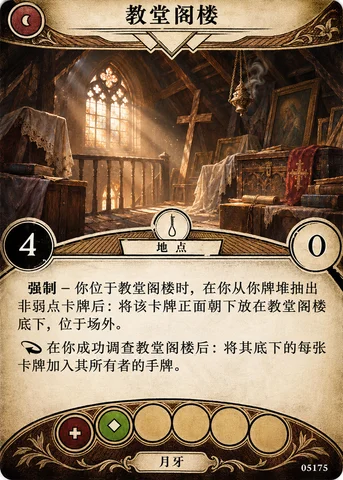 教堂阁楼
4
地点
0
强制 – 你位于教堂阁楼时，在你从你牌堆抽出
非弱点卡牌后：将该卡牌正面朝下放在教堂阁楼
底下，位于场外。
在你成功调查教堂阁楼后：将其底下的每张
卡牌加入其所有者的手牌。
月牙
05175